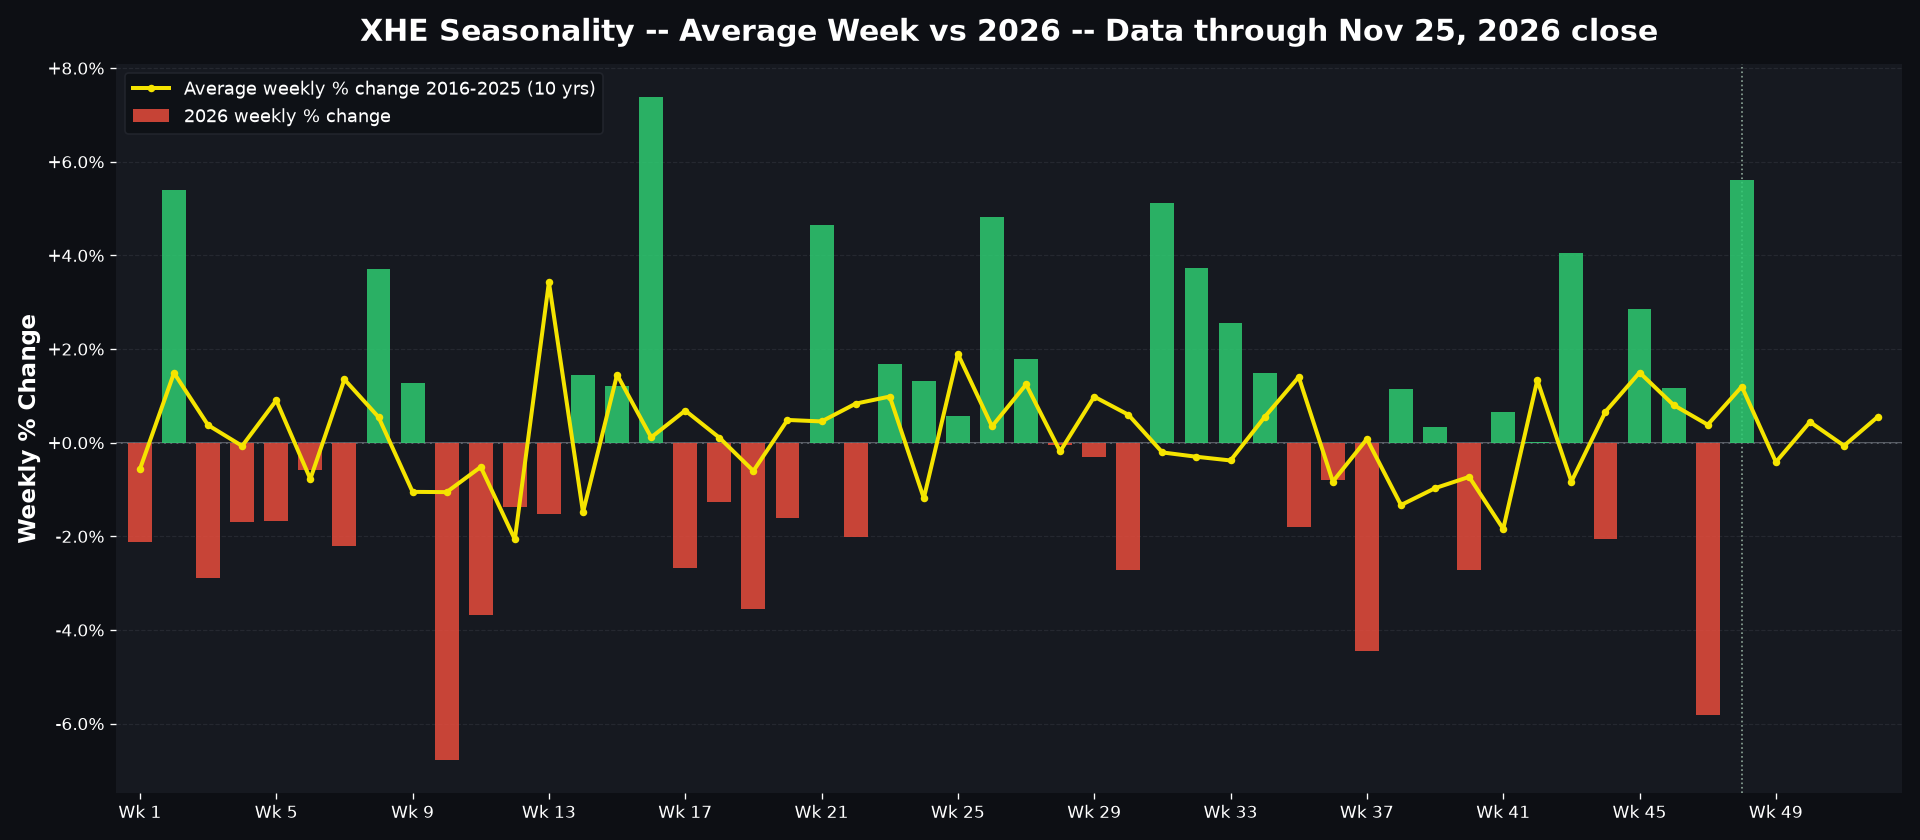 XHE Seasonality -- Average Week vs 2026 -- Data through Nov 25, 2026 close
Average weekly % change 2016-2025 (10 yrs)
2026 weekly % change
Weekly % Change
+8.0%
+6.0%
+4.0%
+2.0%
+0.0%
-2.0%
-4.0%
-6.0%
Wk 1 Wk 5 Wk 9 Wk 13 Wk 17 Wk 21 Wk 25 Wk 29 Wk 33 Wk 37 Wk 41 Wk 45 Wk 49